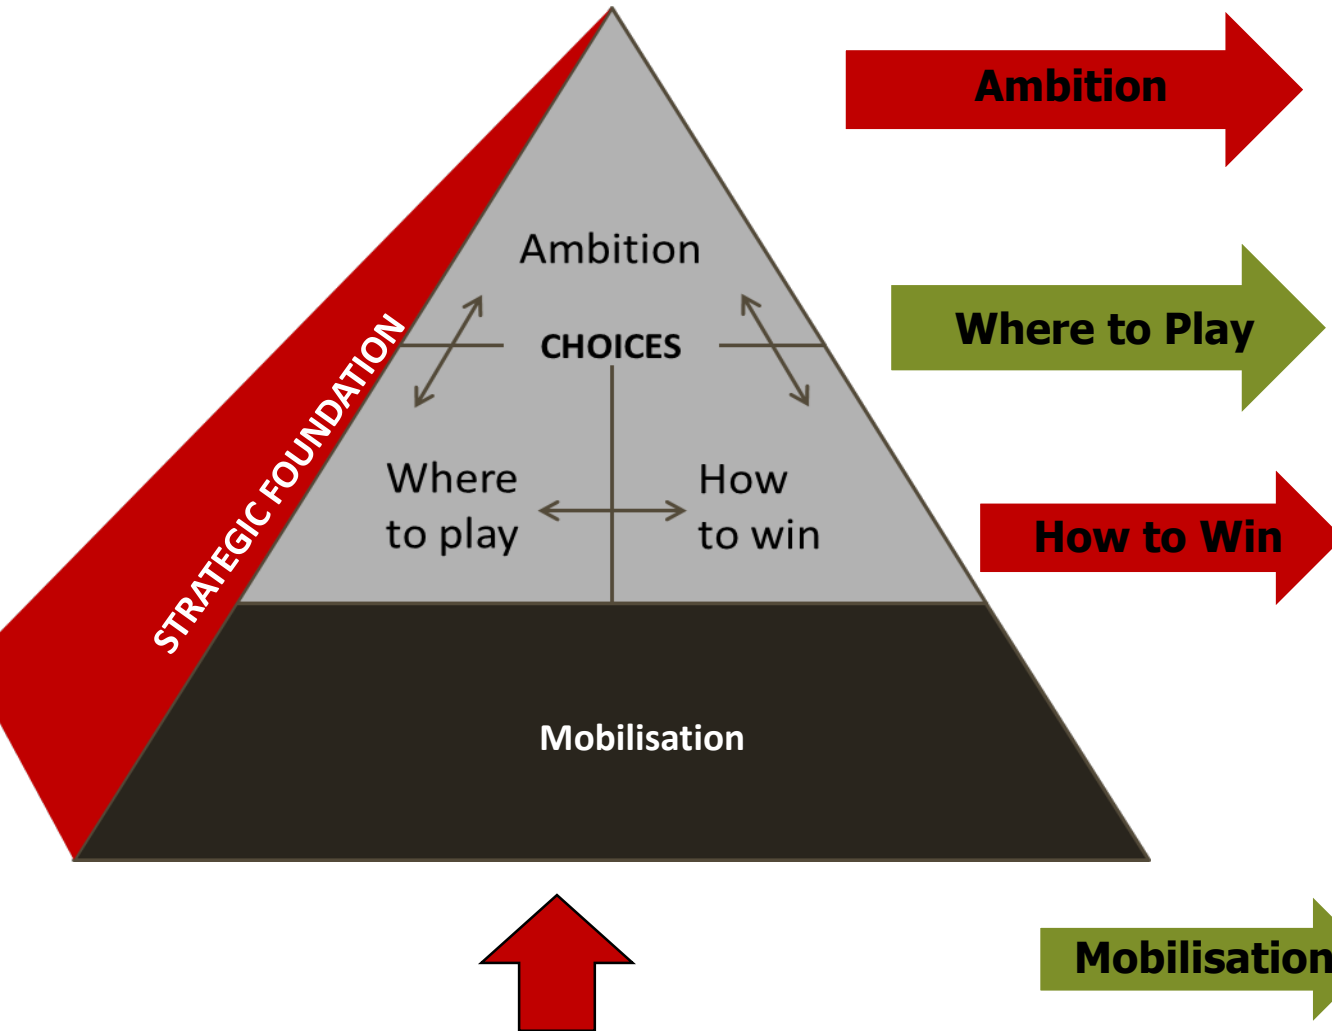 Ambition
Ambition
CHOICES
Where to Play
STRATEGIC FOUNDATION
Where
to play
How
to win
How to Win
Mobilisation
Mobilisation